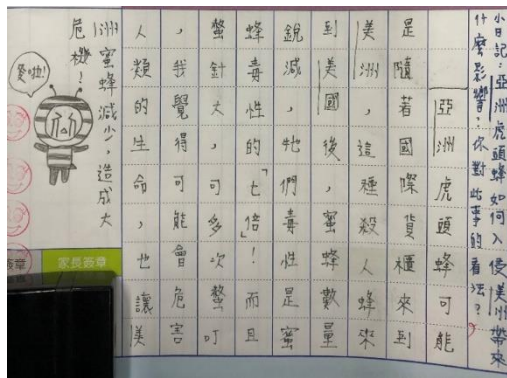 小日記：亞洲虎頭蜂如何入侵美洲帶來
什麼影響？你對此事的看法？
亞洲虎頭蜂可能
是隨著國際貨櫃來到
美洲，這種殺人蜂來
到美國後，蜜蜂數量
銳減，牠們毒性是蜜
蜂毒性的「七倍」！而且
螫針大，可多次螫叮
，我覺得可能會危害
人類的生命，也讓美
洲蜜蜂減少，造成大
危機！
家長簽章
簽章